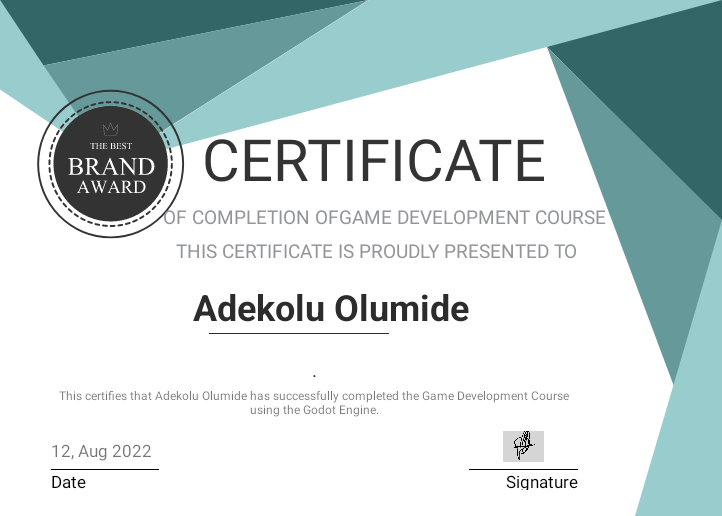 THE BEST
BRAND
AWARD
CERTIFICATE
OF COMPLETION OFGAME DEVELOPMENT COURSE
THIS CERTIFICATE IS PROUDLY PRESENTED TO
Adekolu Olumide
.
This certifies that Adekolu Olumide has successfully completed the Game Development Course
using the Godot Engine.
12, Aug 2022
Date
Signature